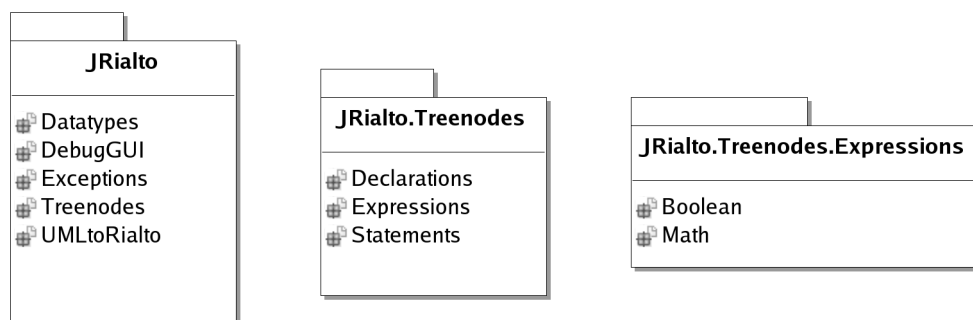 JRialto
Datatypes
DebugGUI
Exceptions
Treenodes
UMLtoRialto
JRialto.Treenodes
Declarations
Expressions
Statements
JRialto.Treenodes.Expressions
Boolean
Math